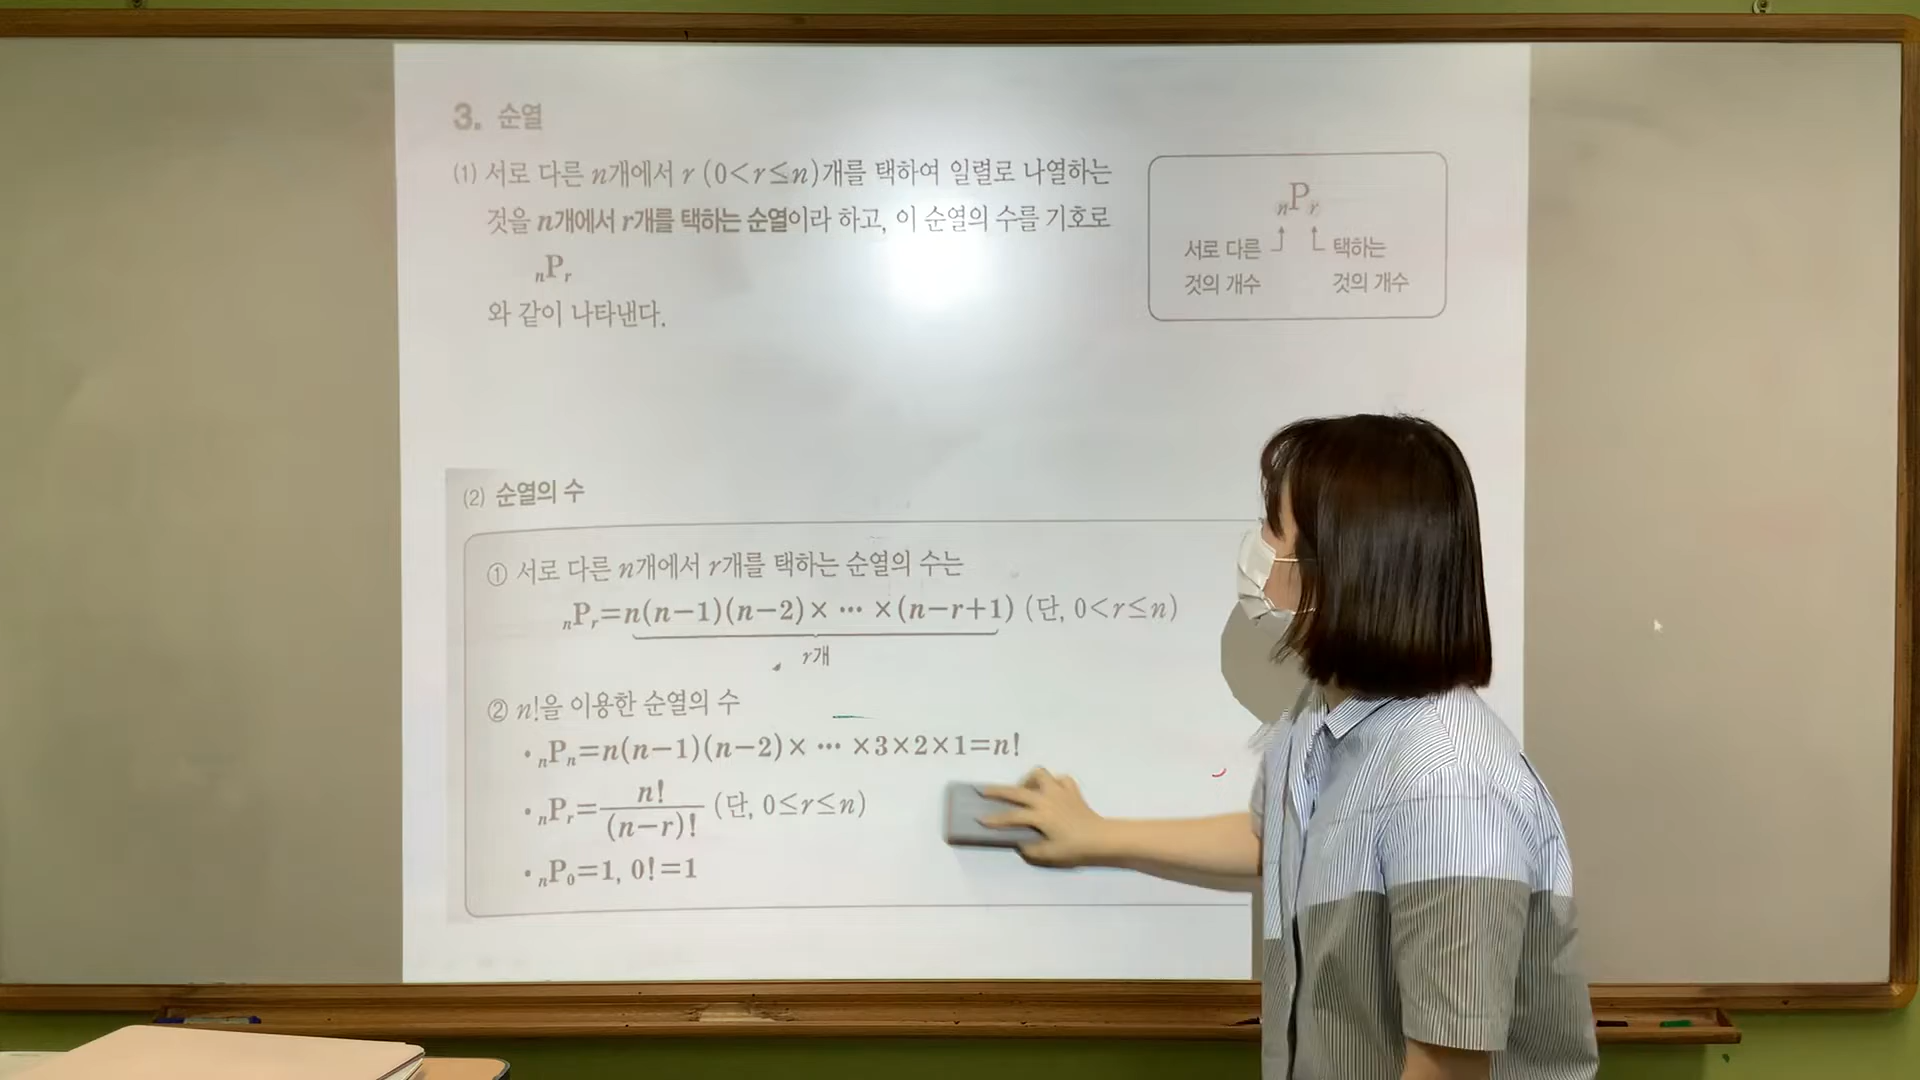 3. 순열
(1) 서로 다른 n개에서 r (0<r≤n)개를 택하여 일렬로 나열하는
것을 n개에서 r개를 택하는 순열이라 하고, 이 순열의 수를 기호로
ₙPᵣ
와 같이 나타낸다.
ₙPᵣ
서로 다른 것의 개수
택하는 것의 개수
(2) 순열의 수
① 서로 다른 n개에서 r개를 택하는 순열의 수는
ₙPᵣ=n(n−1)(n−2)× ⋯ ×(n−r+1) (단, 0<r≤n)
r개
② n!을 이용한 순열의 수
• ₙPₙ=n(n−1)(n−2)× ⋯ ×3×2×1=n!
• ₙPᵣ=n!/(n−r)! (단, 0≤r≤n)
• ₙP₀=1, 0!=1